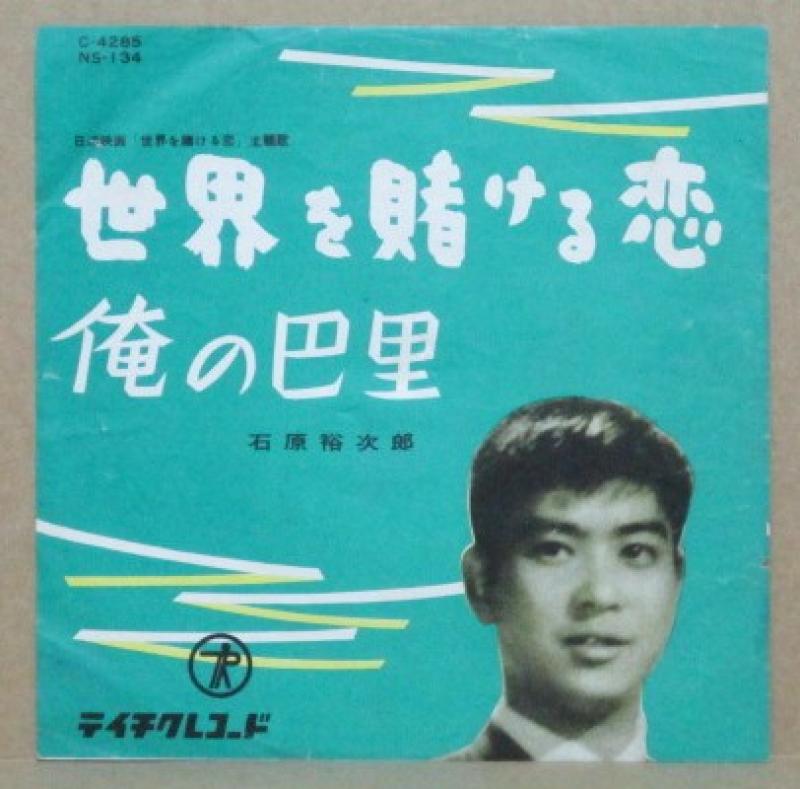 C-4285
NS-134
日活映画「世界を賭ける恋」主題歌
世界を賭ける恋
俺の巴里
石原裕次郎
テイチクレコード